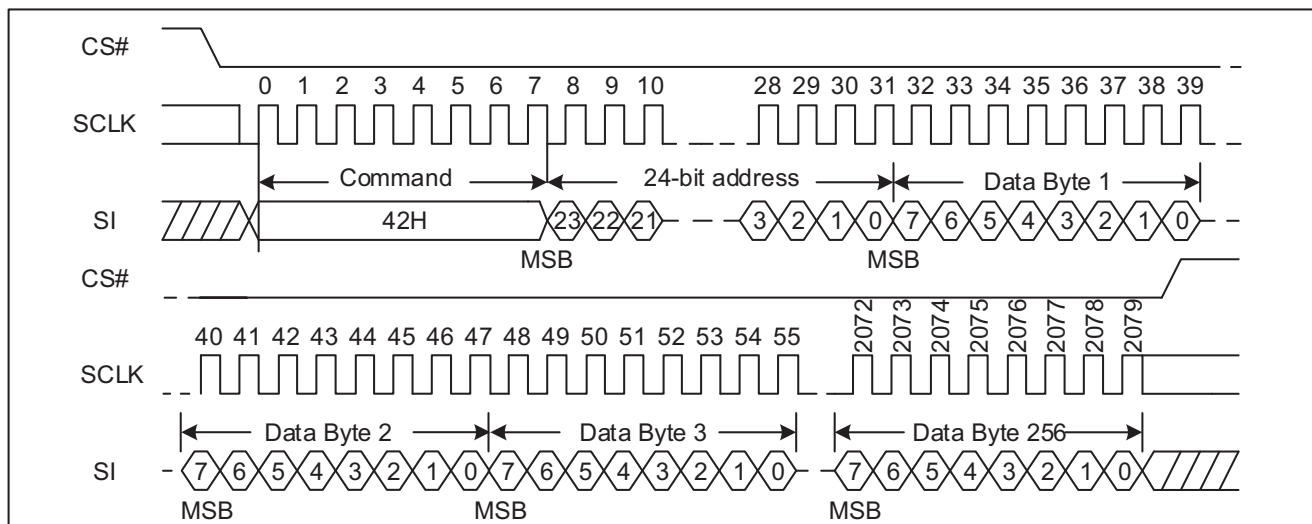 CS#
0 1 2 3 4 5 6 7 8 9 10 28 29 30 31 32 33 34 35 36 37 38 39
SCLK
Command 24-bit address Data Byte 1
SI 42H 23 22 21 3 2 1 0 7 6 5 4 3 2 1 0
MSB MSB
CS#
40 41 42 43 44 45 46 47 48 49 50 51 52 53 54 55 2072 2073 2074 2075 2076 2077 2078 2079
SCLK
Data Byte 2 Data Byte 3 Data Byte 256
SI 7 6 5 4 3 2 1 0 7 6 5 4 3 2 1 0 7 6 5 4 3 2 1 0
MSB MSB MSB